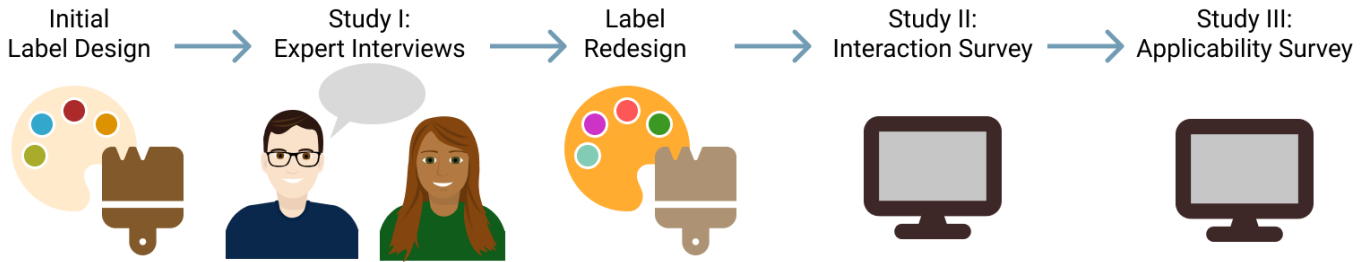 Initial
Label Design
Study I:
Expert Interviews
Label
Redesign
Study II:
Interaction Survey
Study III:
Applicability Survey